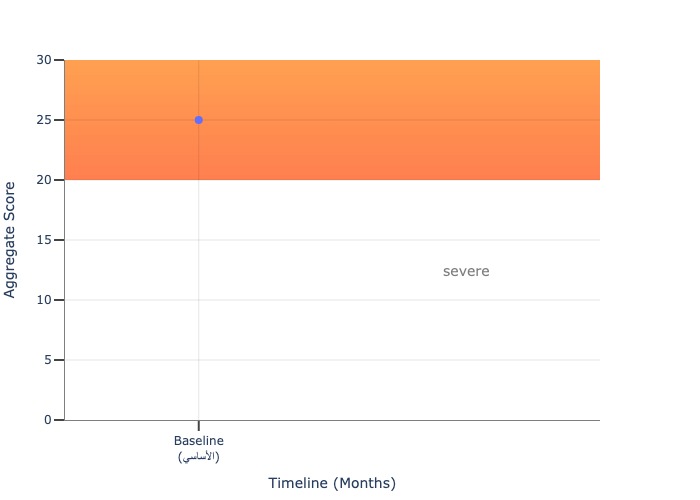 30
25
20
15
10
5
0
Aggregate Score
severe
Baseline
(الأساسي)
Timeline (Months)